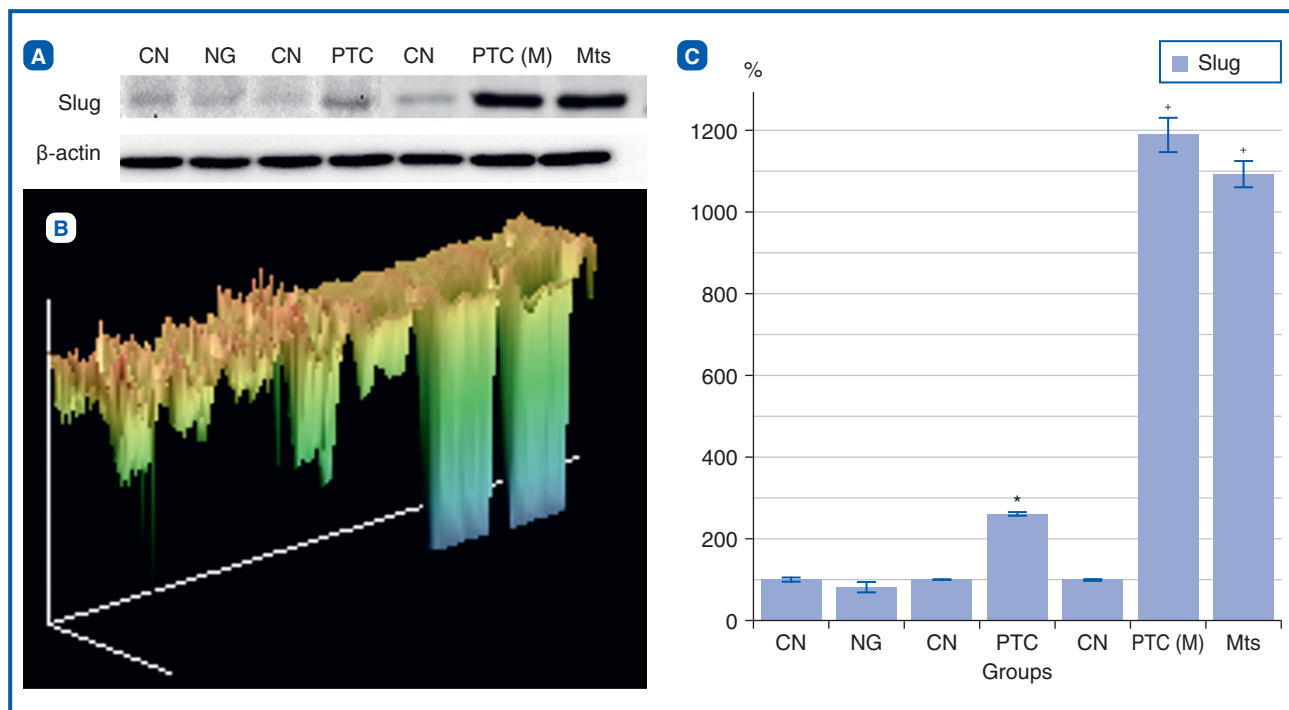 A
CN NG CN PTC CN PTC (M) Mts
Slug
β-actin
B
C
%
Slug
1200
1000
800
600
400
200
0
+
+
*
CN NG CN PTC CN PTC (M) Mts
Groups